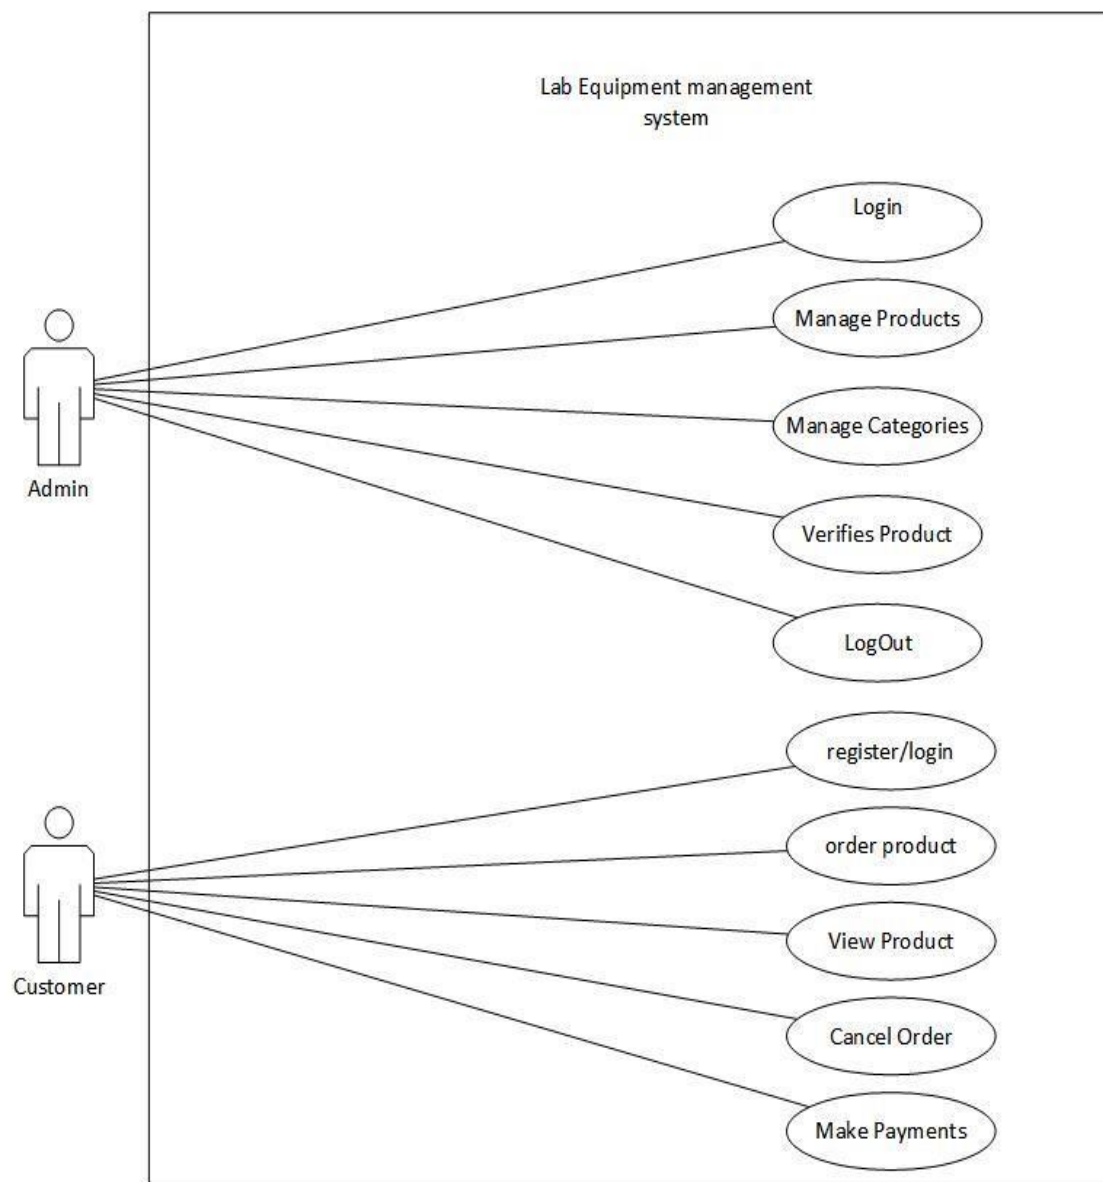 Lab Equipment management
system
Login
Manage Products
Manage Categories
Admin
Verifies Product
LogOut
register/login
order product
View Product
Customer
Cancel Order
Make Payments